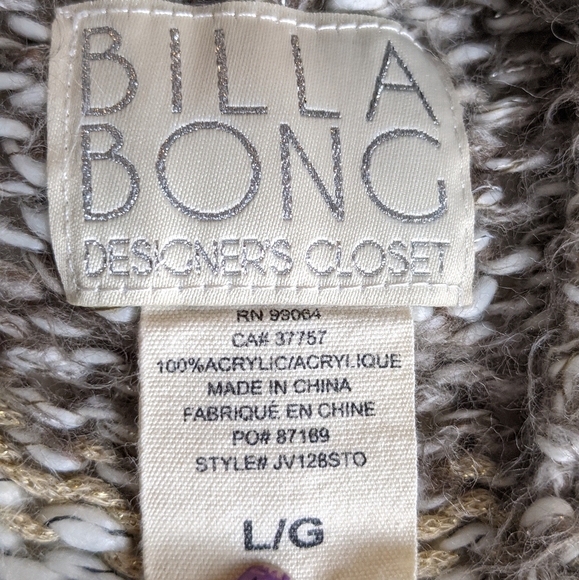 BILLA
BONG
DESIGNER'S CLOSET
RN 99064
CA# 37757
100%ACRYLIC/ACRYLIQUE
MADE IN CHINA
FABRIQUÉ EN CHINE
PO# 87169
STYLE# JV128STO
L/G